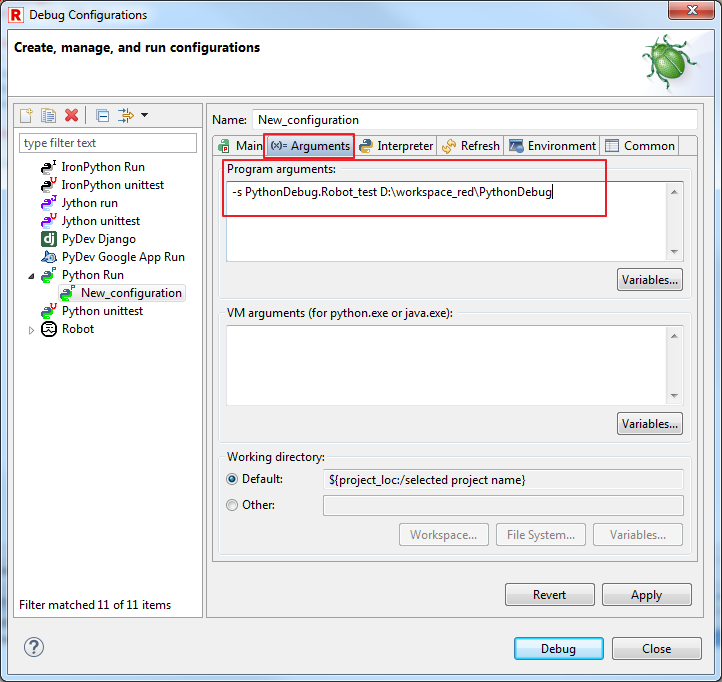 R Debug Configurations
Create, manage, and run configurations
type filter text
IronPython Run
IronPython unittest
Jython run
Jython unittest
dj PyDev Django
PyDev Google App Run
Python Run
New_configuration
Python unittest
Robot
Filter matched 11 of 11 items
Name: New_configuration
Main (x)= Arguments Interpreter Refresh Environment Common
Program arguments:
-s PythonDebug.Robot_test D:\workspace_red\PythonDebug
Variables...
VM arguments (for python.exe or java.exe):
Variables...
Working directory:
Default: ${project_loc:/selected project name}
Other:
Workspace... File System... Variables...
Revert Apply
? Debug Close